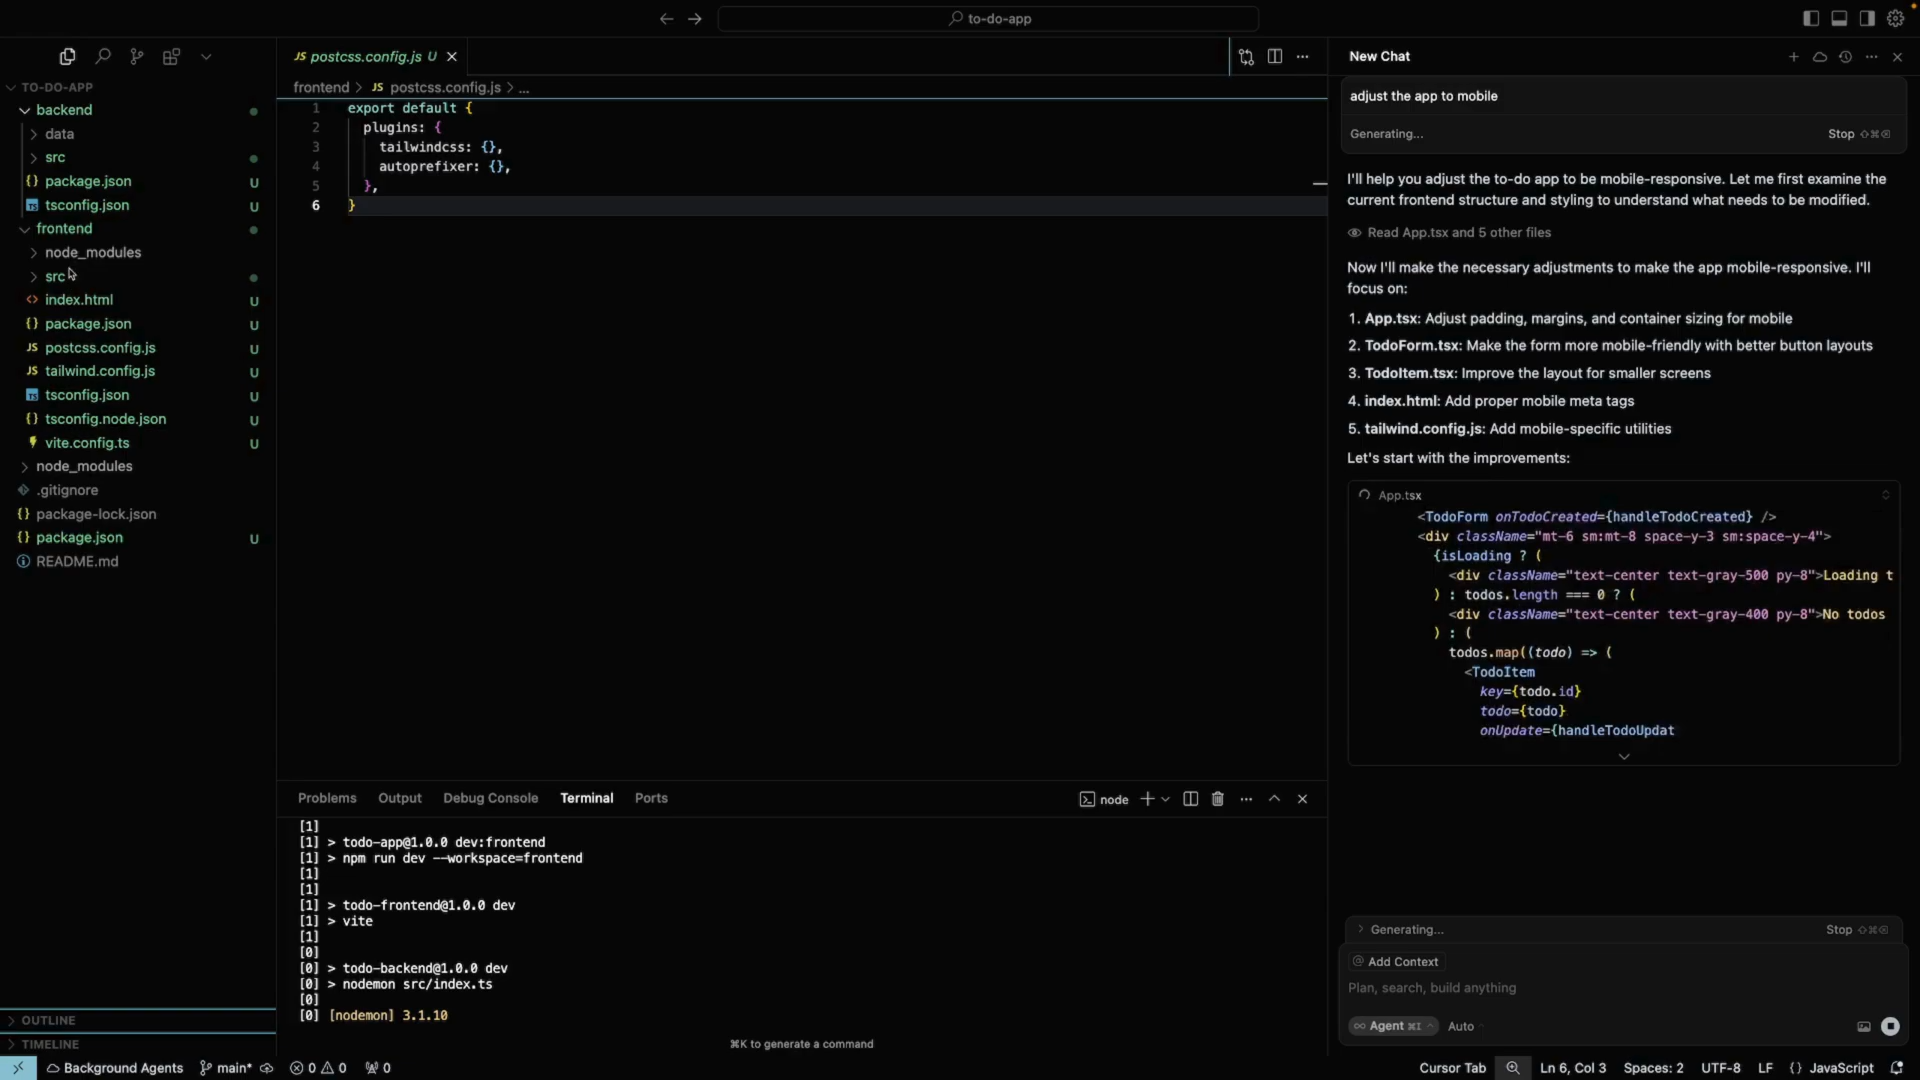 to-do-app
TO-DO-APP
backend
data
src
{} package.json U
TS tsconfig.json U
frontend
node_modules
src
<> index.html U
{} package.json U
JS postcss.config.js U
JS tailwind.config.js U
TS tsconfig.json U
{} tsconfig.node.json U
vite.config.ts U
node_modules
.gitignore
{} package-lock.json
{} package.json U
README.md
OUTLINE
TIMELINE
JS postcss.config.js U
frontend > JS postcss.config.js > ...
1 export default {
2 plugins: {
3 tailwindcss: {},
4 autoprefixer: {},
5 },
6 }
Problems Output Debug Console Terminal Ports
node
[1]
[1] > todo-app@1.0.0 dev:frontend
[1] > npm run dev --workspace=frontend
[1]
[1]
[1] > todo-frontend@1.0.0 dev
[1] > vite
[1]
[0]
[0] > todo-backend@1.0.0 dev
[0] > nodemon src/index.ts
[0]
[0] [nodemon] 3.1.10
⌘K to generate a command
New Chat
adjust the app to mobile
Generating...
Stop ⇧⌘⌫
I'll help you adjust the to-do app to be mobile-responsive. Let me first examine the
current frontend structure and styling to understand what needs to be modified.
Read App.tsx and 5 other files
Now I'll make the necessary adjustments to make the app mobile-responsive. I'll
focus on:
1. App.tsx: Adjust padding, margins, and container sizing for mobile
2. TodoForm.tsx: Make the form more mobile-friendly with better button layouts
3. TodoItem.tsx: Improve the layout for smaller screens
4. index.html: Add proper mobile meta tags
5. tailwind.config.js: Add mobile-specific utilities
Let's start with the improvements:
App.tsx
<TodoForm onTodoCreated={handleTodoCreated} />
<div className="mt-6 sm:mt-8 space-y-3 sm:space-y-4">
{isLoading ? (
<div className="text-center text-gray-500 py-8">Loading t
) : todos.length === 0 ? (
<div className="text-center text-gray-400 py-8">No todos
) : (
todos.map((todo) => (
<TodoItem
key={todo.id}
todo={todo}
onUpdate={handleTodoUpdat
Generating...
Stop ⇧⌘⌫
@ Add Context
Plan, search, build anything
∞ Agent ⌘I Auto
Background Agents main* 0 0 0
Cursor Tab Ln 6, Col 3 Spaces: 2 UTF-8 LF {} JavaScript